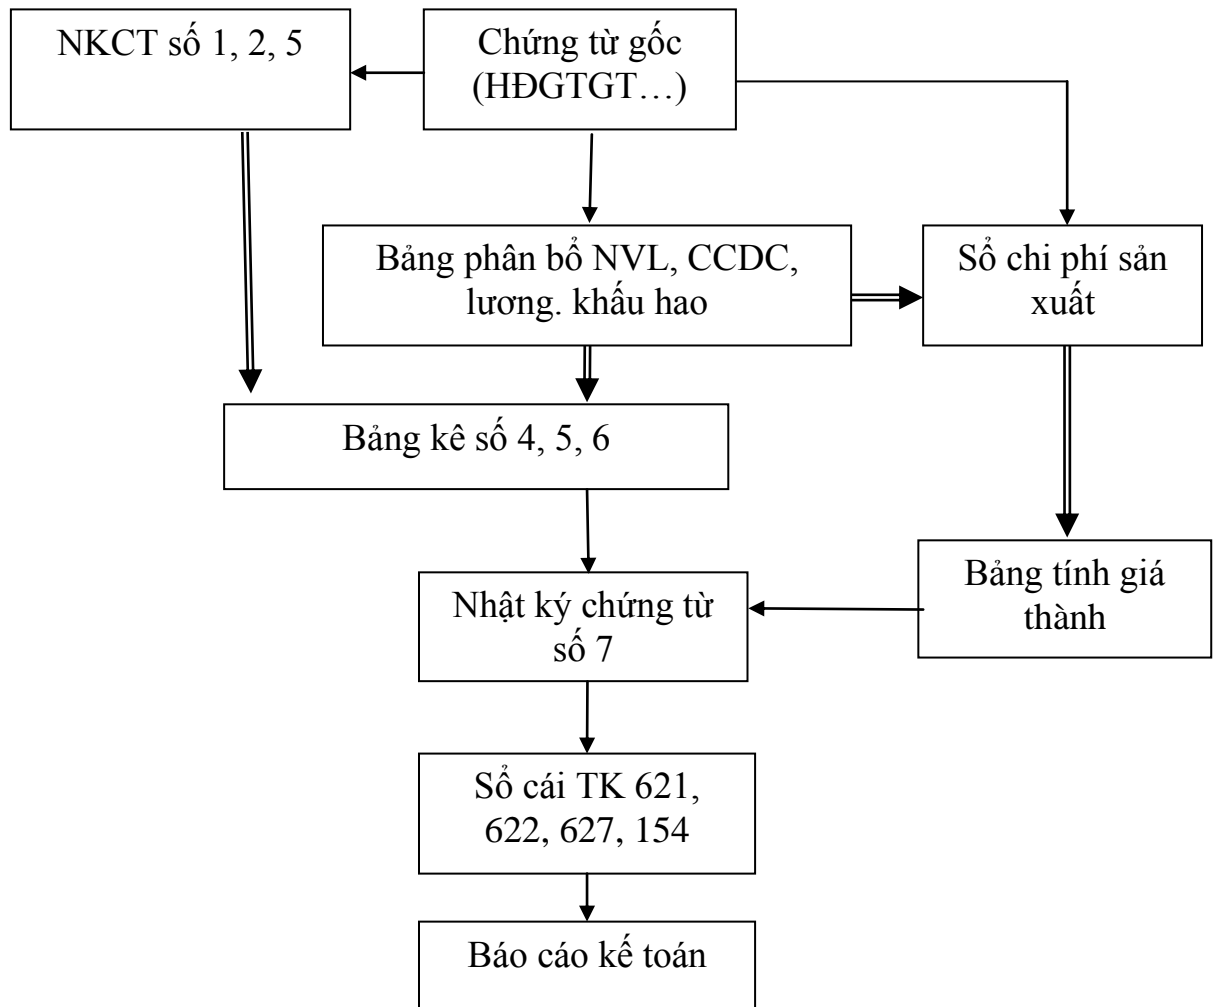 NKCT số 1, 2, 5
Chứng từ gốc
(HĐGTGT…)
Bảng phân bổ NVL, CCDC,
lương. khấu hao
Sổ chi phí sản
xuất
Bảng kê số 4, 5, 6
Bảng tính giá
thành
Nhật ký chứng từ
số 7
Sổ cái TK 621,
622, 627, 154
Báo cáo kế toán